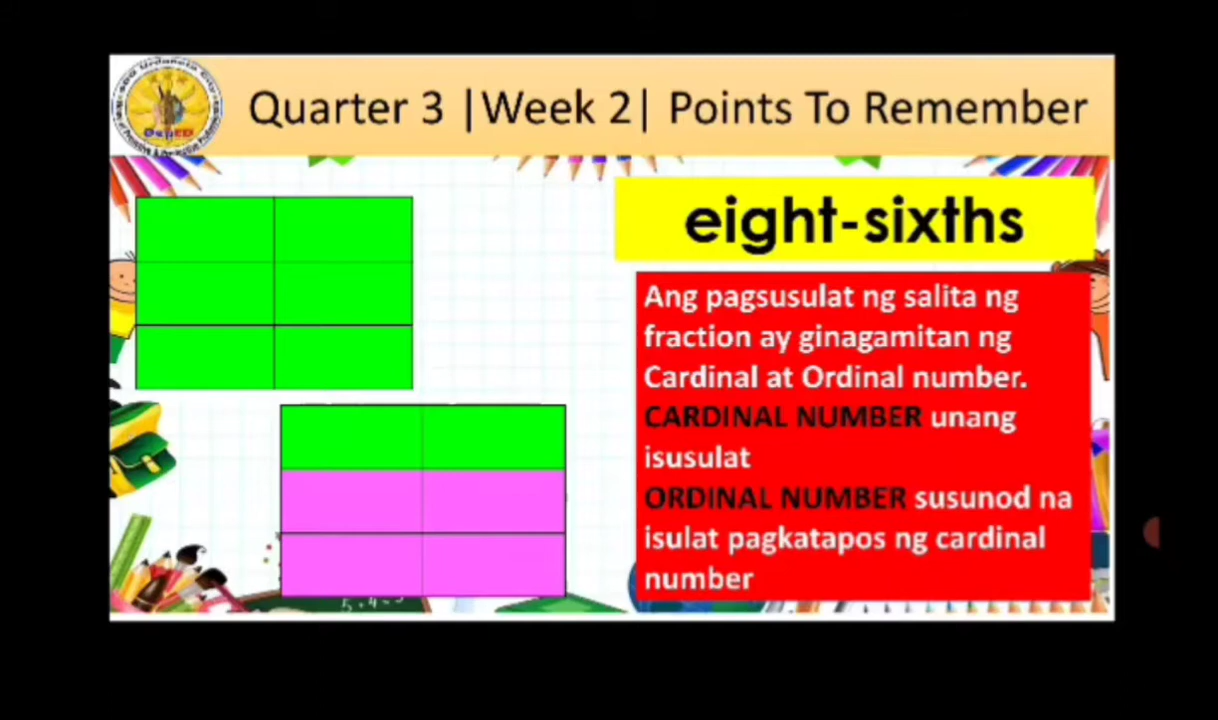 Quarter 3 |Week 2| Points To Remember
DepED
eight-sixths
Ang pagsusulat ng salita ng
fraction ay ginagamitan ng
Cardinal at Ordinal number.
CARDINAL NUMBER unang
isusulat
ORDINAL NUMBER susunod na
isulat pagkatapos ng cardinal
number